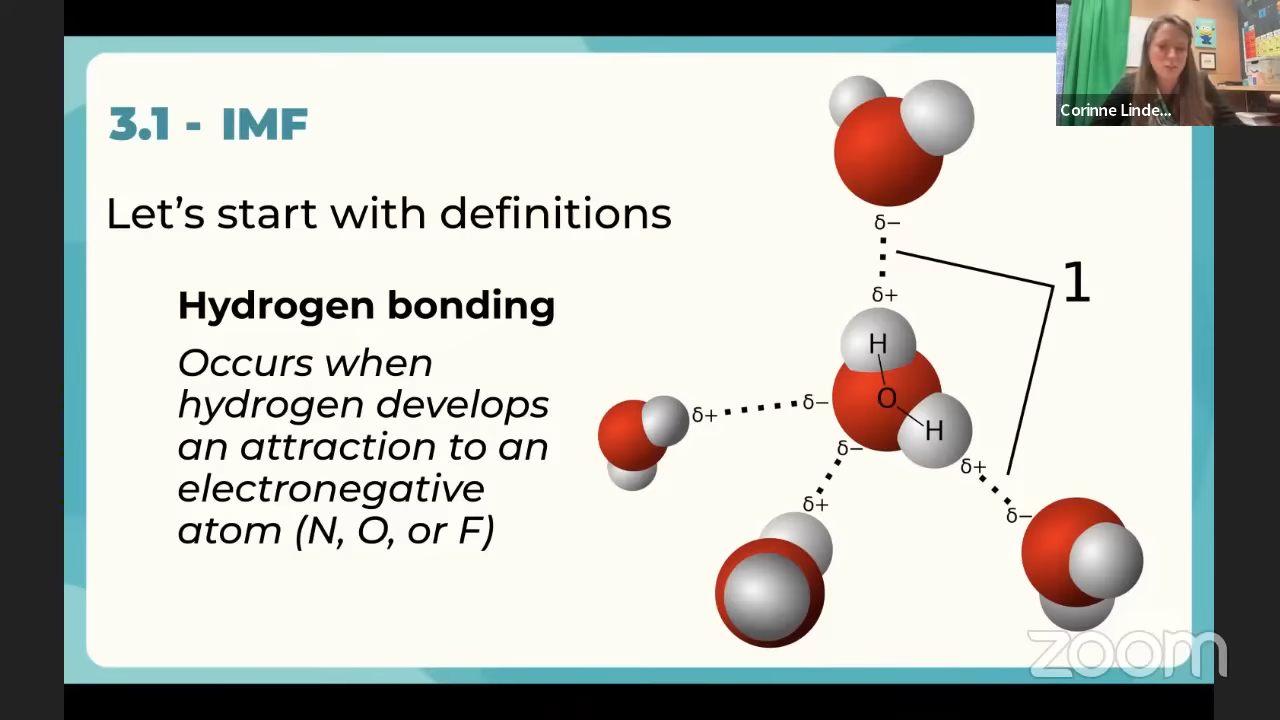 3.1 - IMF
Let's start with definitions
Hydrogen bonding
Occurs when
hydrogen develops
an attraction to an
electronegative
atom (N, O, or F)
δ−
δ+
1
H
O
H
δ+
δ−
δ−
δ+
δ+
δ−
Corinne Linde...
zoom